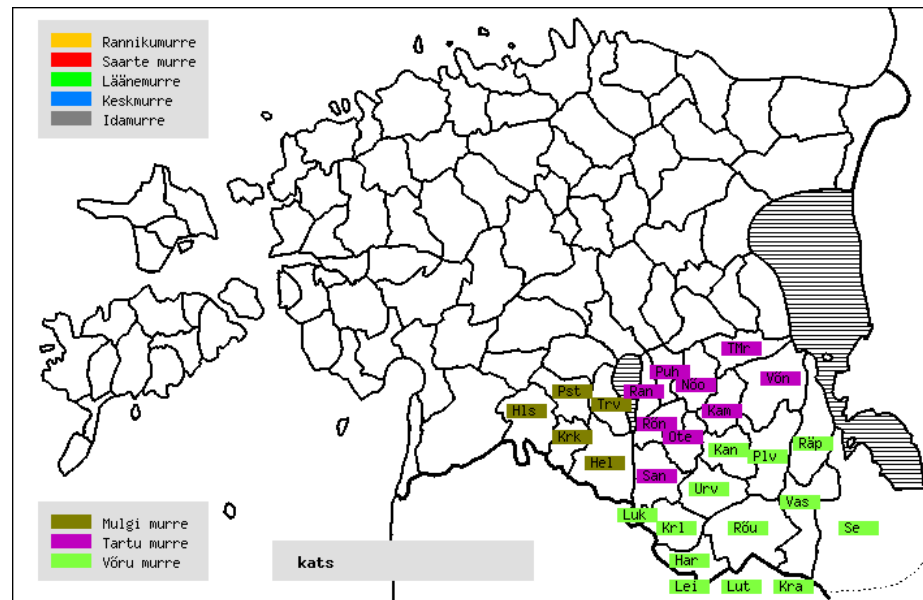 Rannikumurre
Saarte murre
Läänemurre
Keskmurre
Idamurre
TMr
Puh
Nõo
Võn
Pst
Ran
Trv
Hls
Kam
Rõn
Krk
Ote
Kan
Plv
Räp
Hel
San
Urv
Vas
Luk
Krl
Rõu
Se
Har
Lei
Lut
Kra
Mulgi murre
Tartu murre
Võru murre
kats